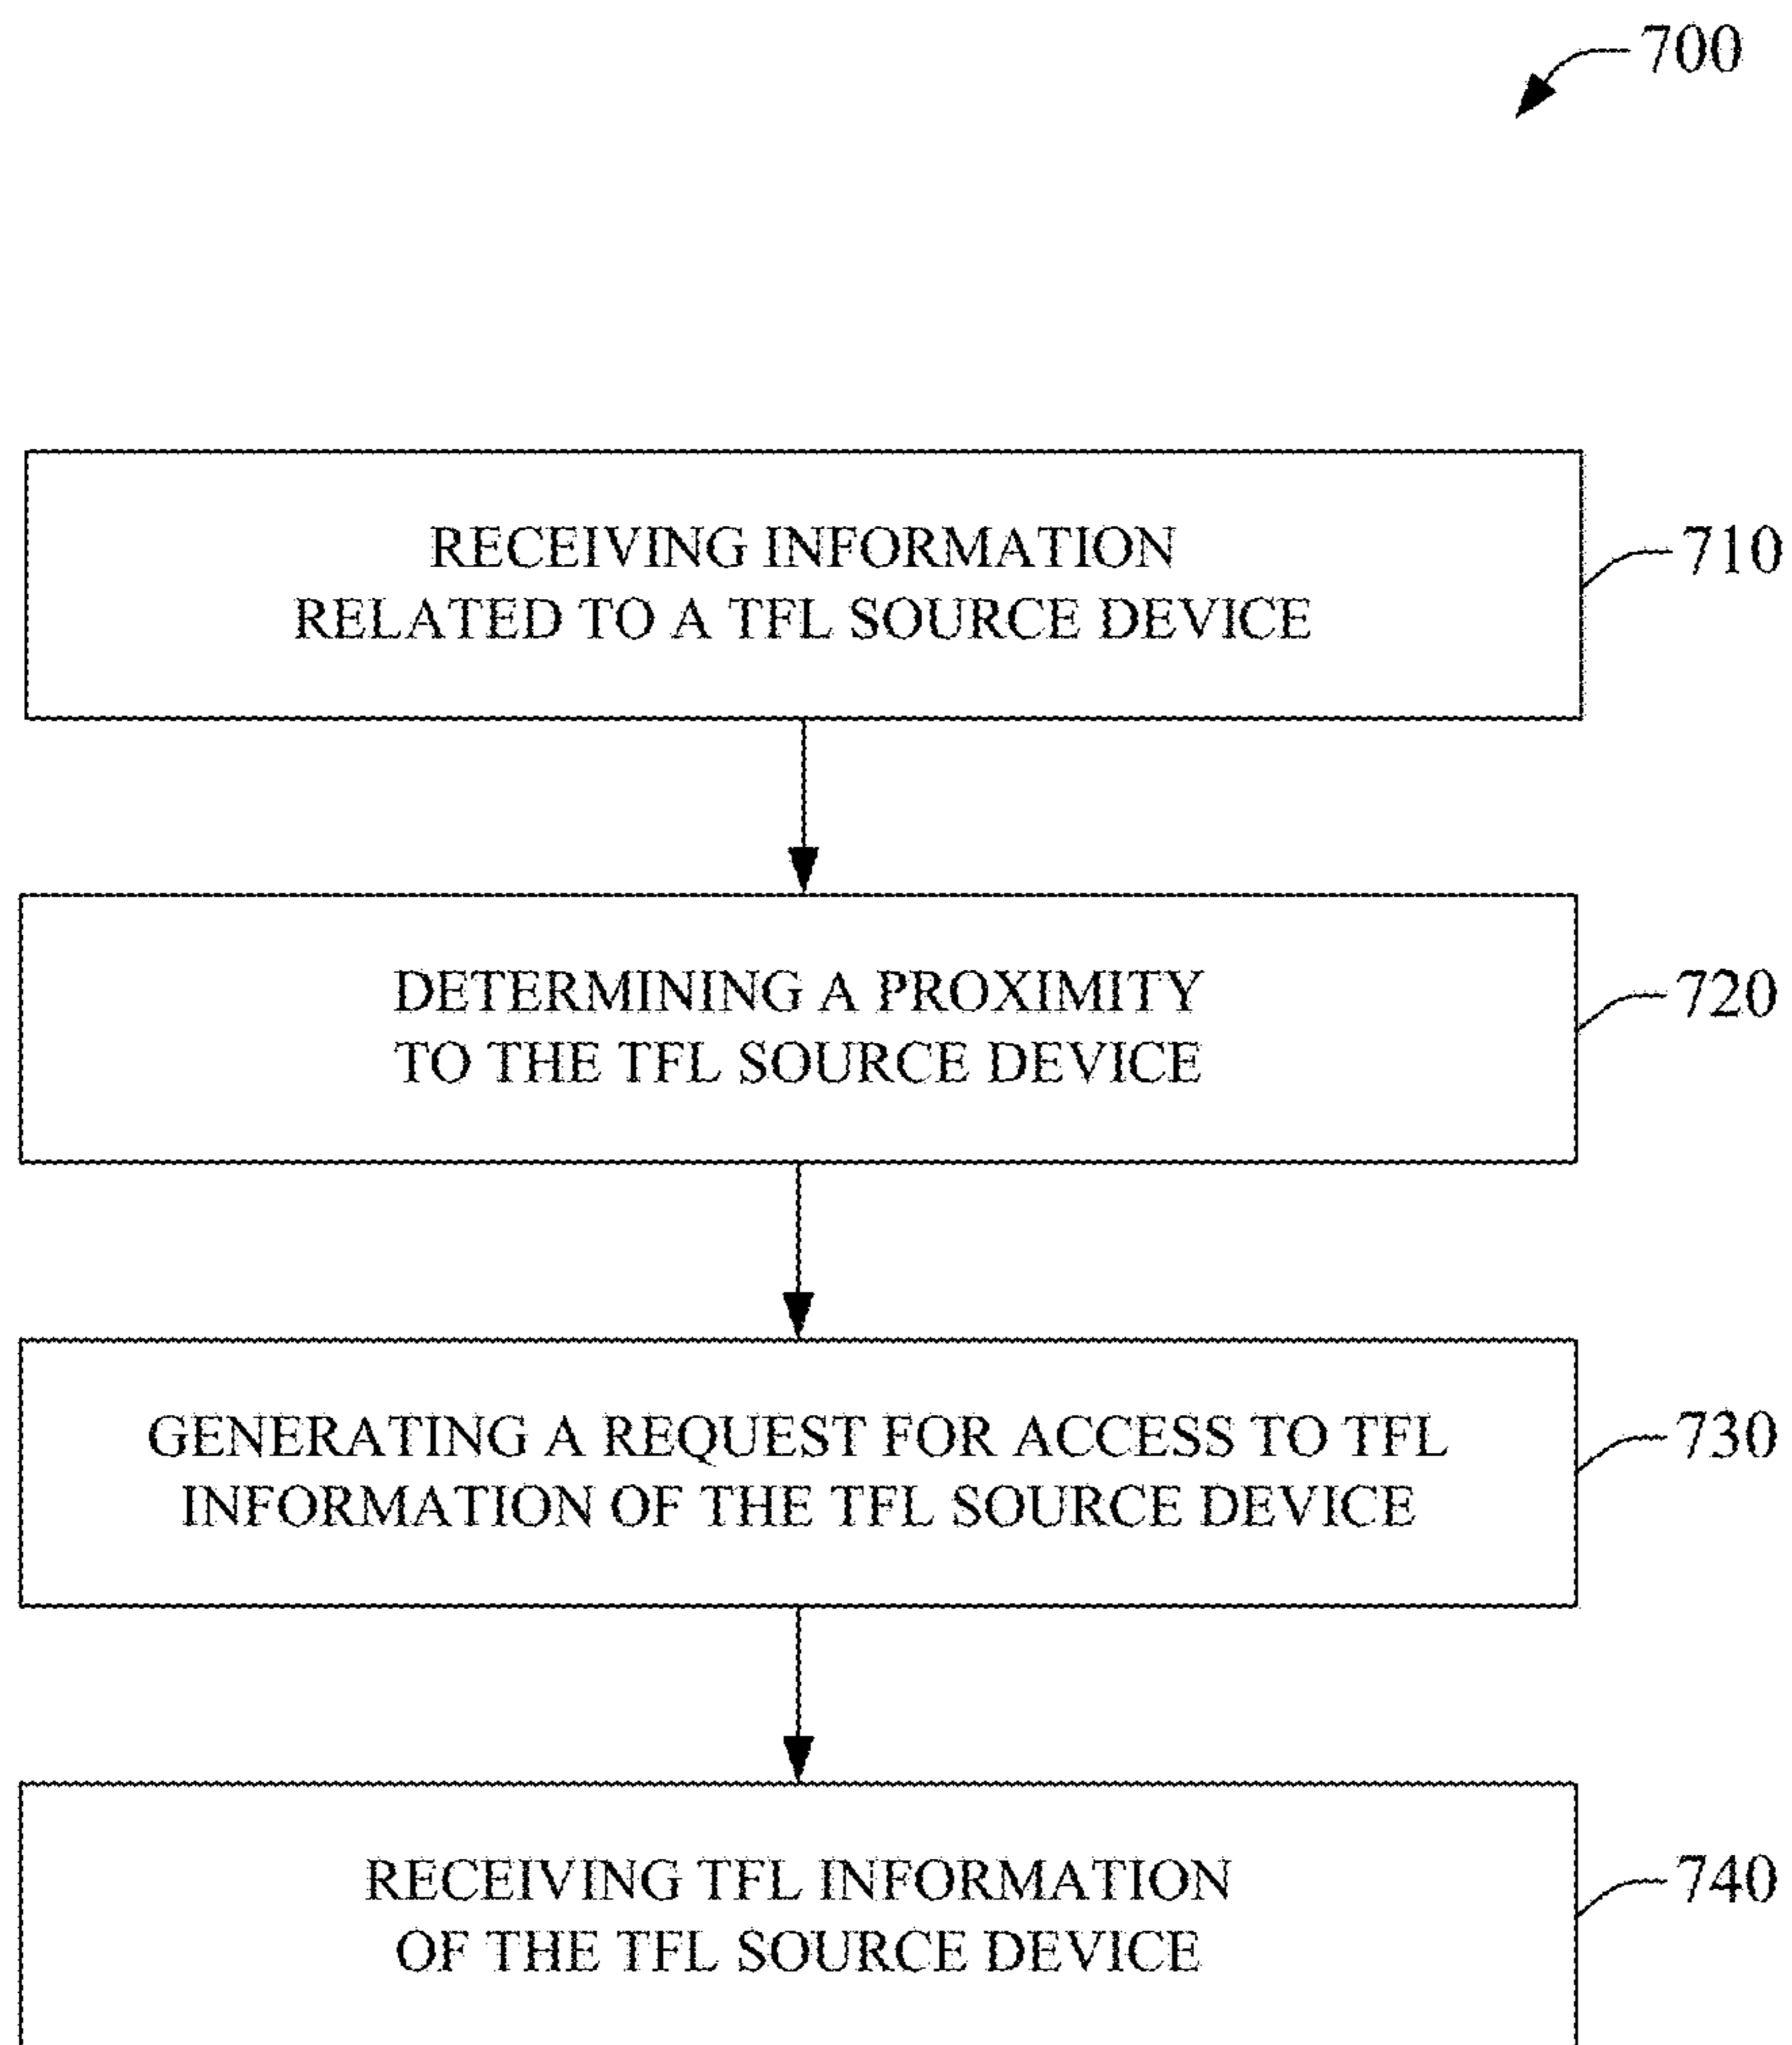 700
RECEIVING INFORMATION
RELATED TO A TFL SOURCE DEVICE
710
DETERMINING A PROXIMITY
TO THE TFL SOURCE DEVICE
720
GENERATING A REQUEST FOR ACCESS TO TFL
INFORMATION OF THE TFL SOURCE DEVICE
730
RECEIVING TFL INFORMATION
OF THE TFL SOURCE DEVICE
740